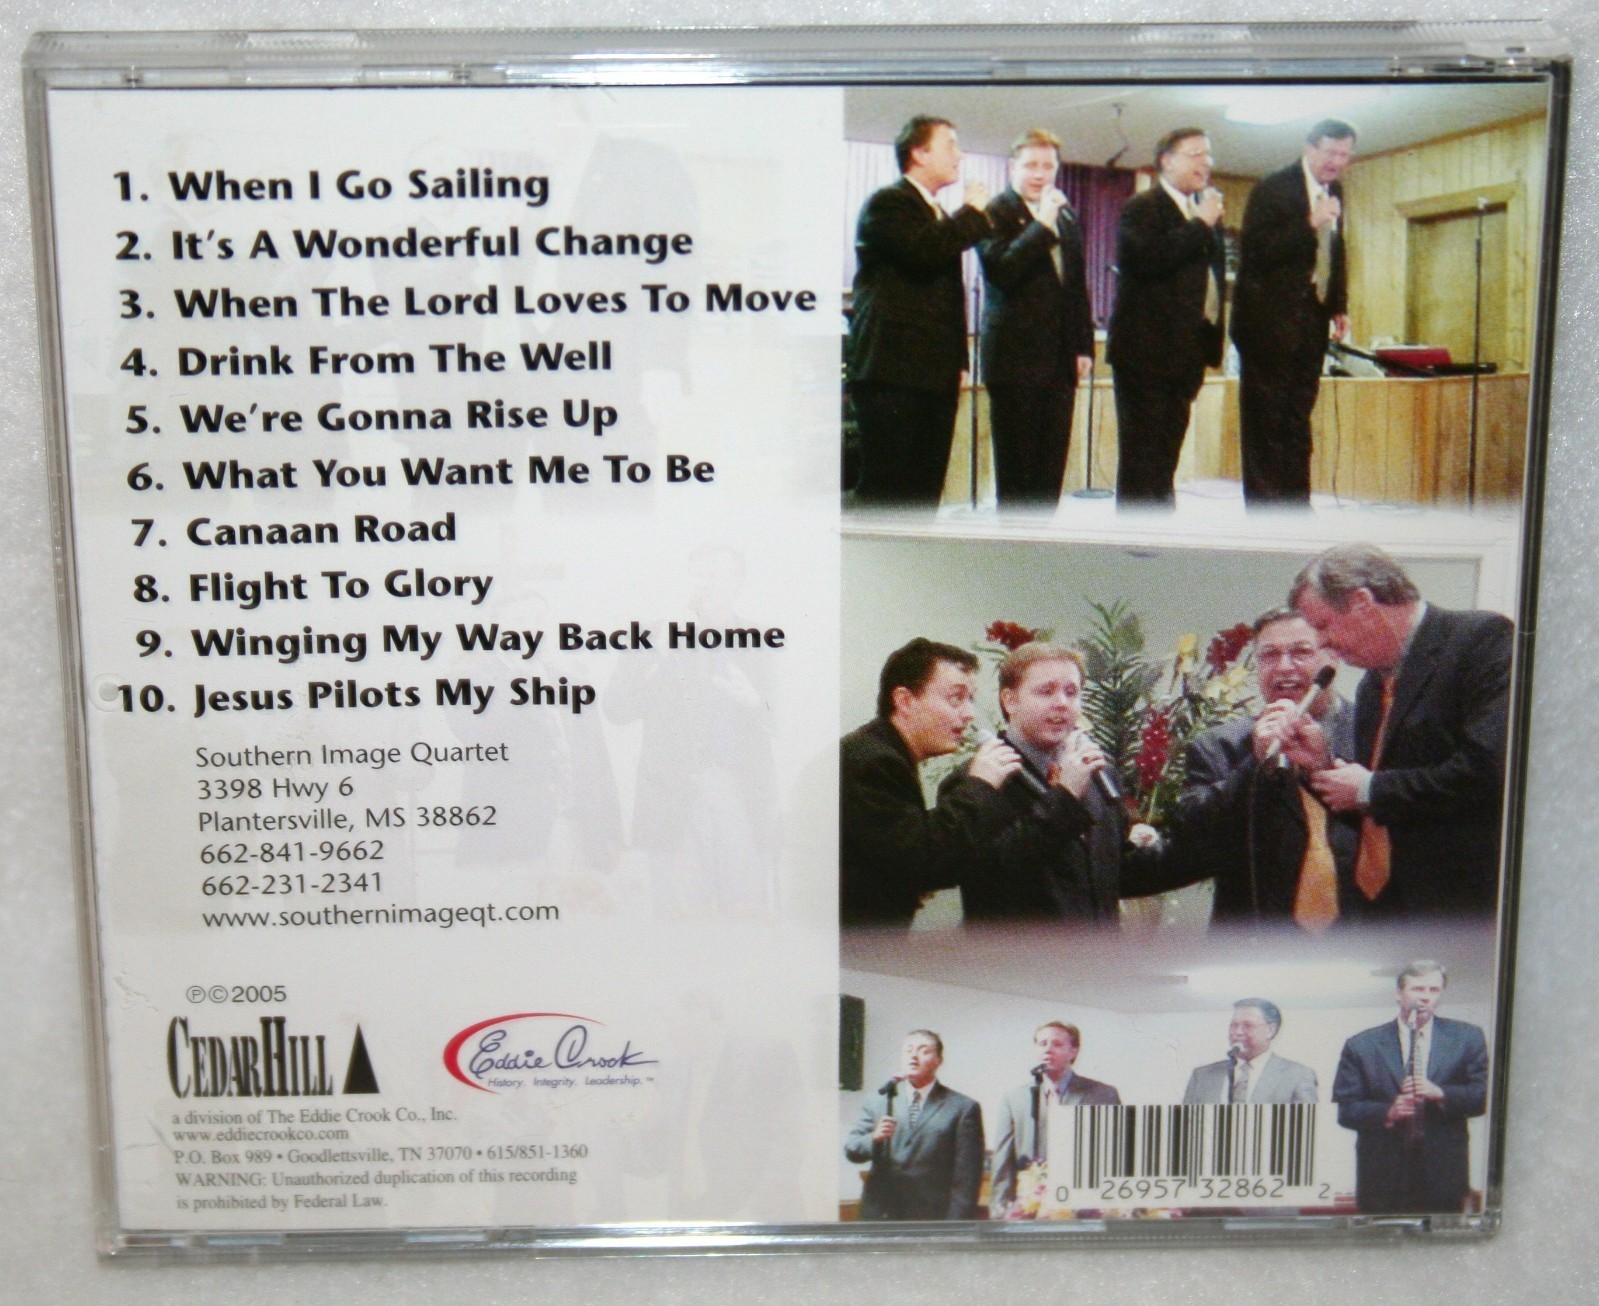 1. When I Go Sailing
2. It's A Wonderful Change
3. When The Lord Loves To Move
4. Drink From The Well
5. We're Gonna Rise Up
6. What You Want Me To Be
7. Canaan Road
8. Flight To Glory
9. Winging My Way Back Home
10. Jesus Pilots My Ship
Southern Image Quartet
3398 Hwy 6
Plantersville, MS 38862
662-841-9662
662-231-2341
www.southernimageqt.com
℗©2005
CEDARHILL
a division of The Eddie Crook Co., Inc.
www.eddiecrookco.com
P.O. Box 989 • Goodlettsville, TN 37070 • 615/851-1360
WARNING: Unauthorized duplication of this recording
is prohibited by Federal Law.
Eddie Crook
History. Integrity. Leadership.™
0 26957 32862 2